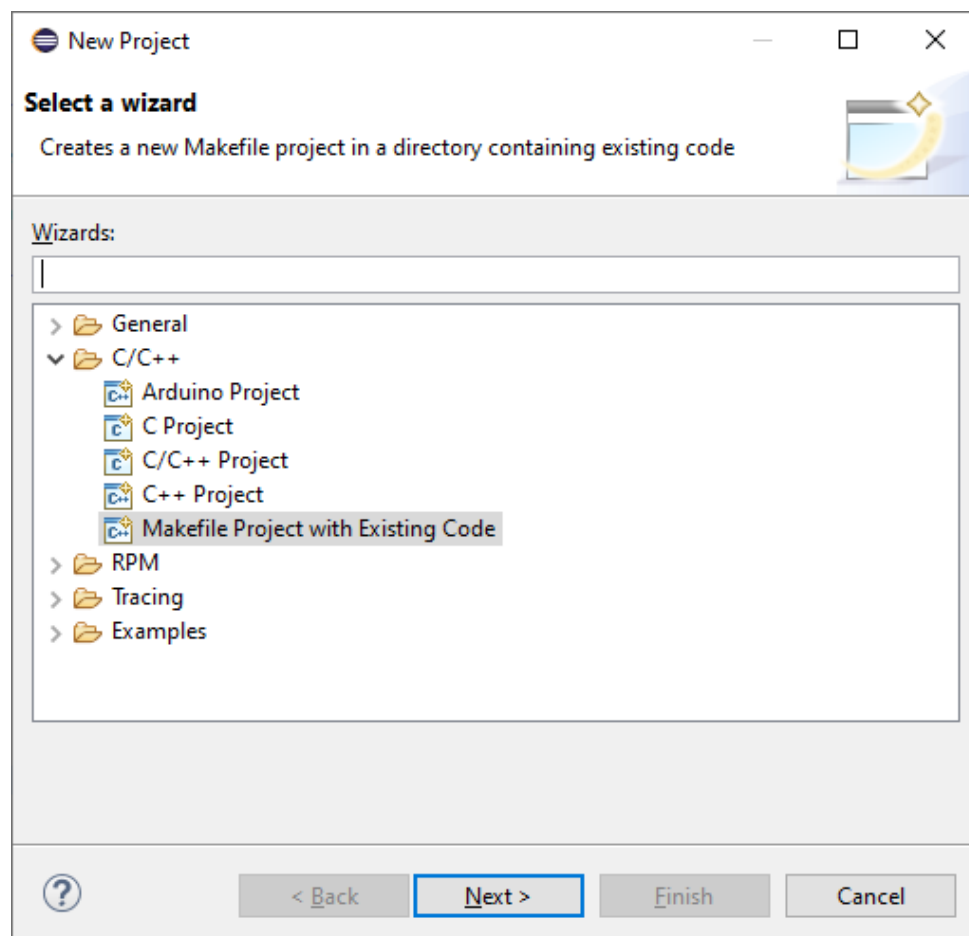 New Project
Select a wizard
Creates a new Makefile project in a directory containing existing code
Wizards:
General
C/C++
Arduino Project
C Project
C/C++ Project
C++ Project
Makefile Project with Existing Code
RPM
Tracing
Examples
< Back Next > Finish Cancel